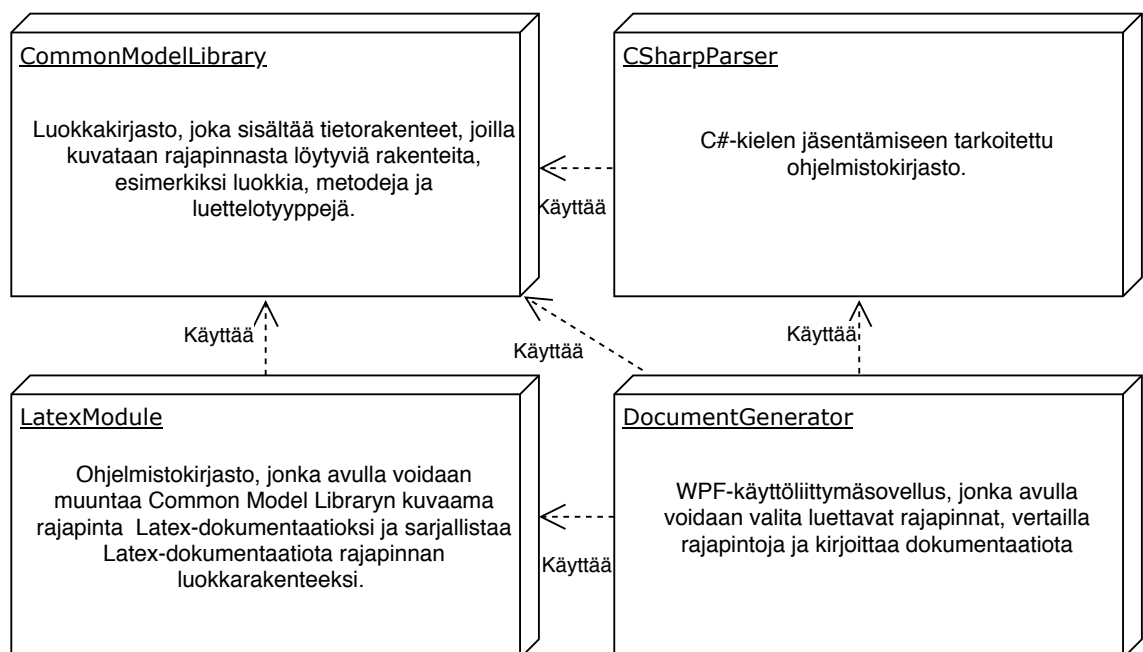 CommonModelLibrary
Luokkakirjasto, joka sisältää tietorakenteet, joilla
kuvataan rajapinnasta löytyviä rakenteita,
esimerkiksi luokkia, metodeja ja
luettelotyyppejä.
CSharpParser
C#-kielen jäsentämiseen tarkoitettu
ohjelmistokirjasto.
Käyttää
Käyttää
Käyttää
Käyttää
LatexModule
Ohjelmistokirjasto, jonka avulla voidaan
muuntaa Common Model Libraryn kuvaama
rajapinta Latex-dokumentaatioksi ja sarjallistaa
Latex-dokumentaatiota rajapinnan
luokkarakenteeksi.
DocumentGenerator
WPF-käyttöliittymäsovellus, jonka avulla
voidaan valita luettavat rajapinnat, vertailla
rajapintoja ja kirjoittaa dokumentaatiota
Käyttää